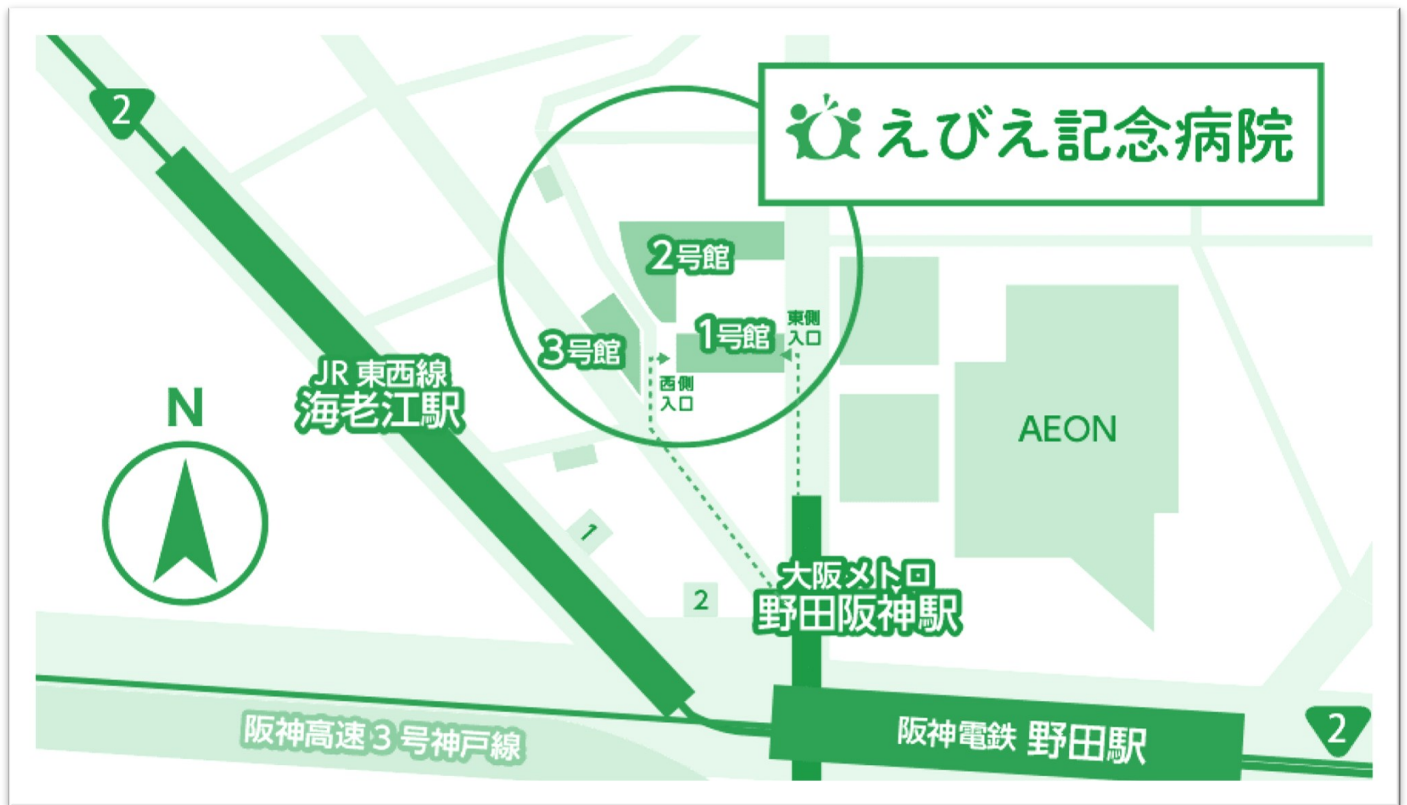 2
えびえ記念病院
2号館
1号館
東側
入口
3号館
西側
入口
JR 東西線
海老江駅
N
AEON
1
2
大阪メトロ
野田阪神駅
阪神高速3号神戸線
阪神電鉄 野田駅
2